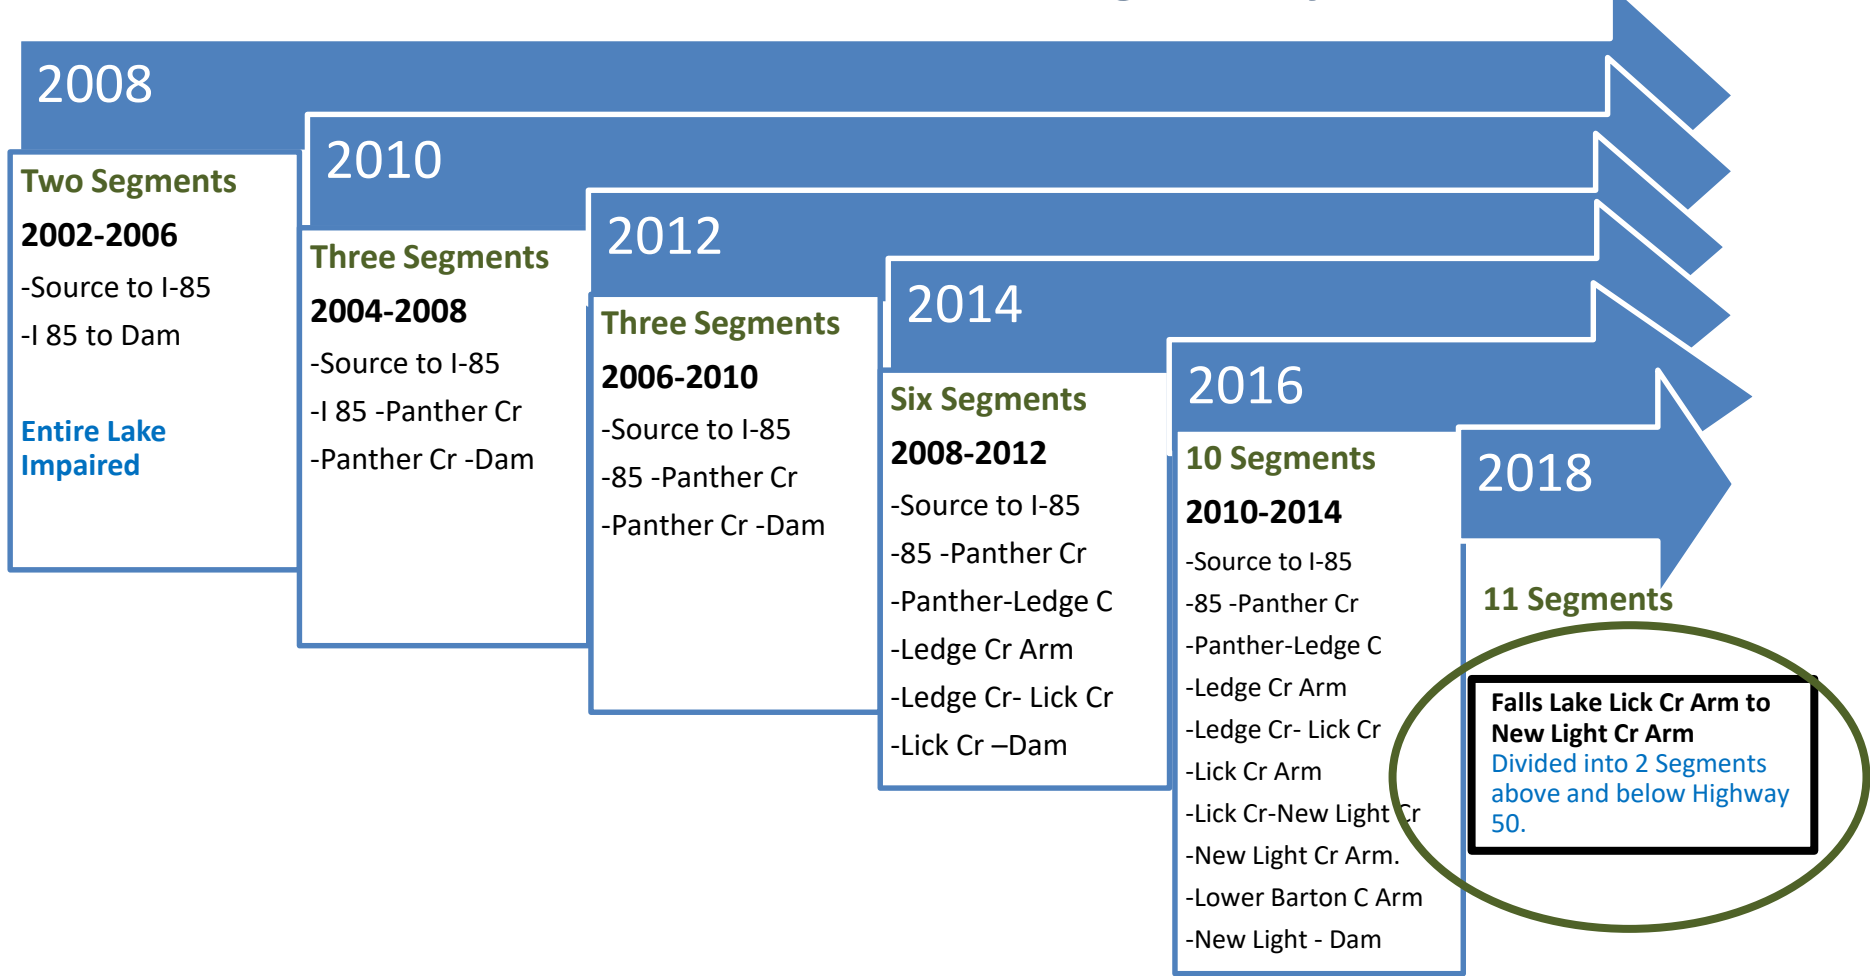 2008
Two Segments
2002-2006
-Source to I-85
-I 85 to Dam
Entire Lake
Impaired
2010
Three Segments
2004-2008
-Source to I-85
-I 85 -Panther Cr
-Panther Cr -Dam
2012
Three Segments
2006-2010
-Source to I-85
-85 -Panther Cr
-Panther Cr -Dam
2014
Six Segments
2008-2012
-Source to I-85
-85 -Panther Cr
-Panther-Ledge C
-Ledge Cr Arm
-Ledge Cr- Lick Cr
-Lick Cr –Dam
2016
10 Segments
2010-2014
-Source to I-85
-85 -Panther Cr
-Panther-Ledge C
-Ledge Cr Arm
-Ledge Cr- Lick Cr
-Lick Cr Arm
-Lick Cr-New Light Cr
-New Light Cr Arm.
-Lower Barton C Arm
-New Light - Dam
2018
11 Segments
Falls Lake Lick Cr Arm to
New Light Cr Arm
Divided into 2 Segments
above and below Highway
50.